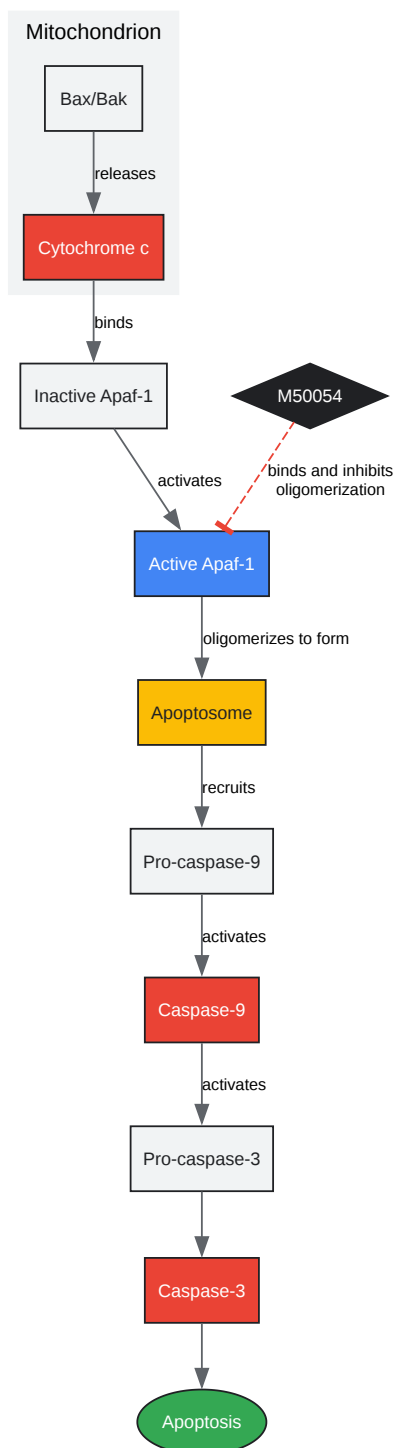 Mitochondrion
Bax/Bak
releases
Cytochrome c
binds
Inactive Apaf-1
M50054
activates
binds and inhibits
oligomerization
Active Apaf-1
oligomerizes to form
Apoptosome
recruits
Pro-caspase-9
activates
Caspase-9
activates
Pro-caspase-3
Caspase-3
Apoptosis